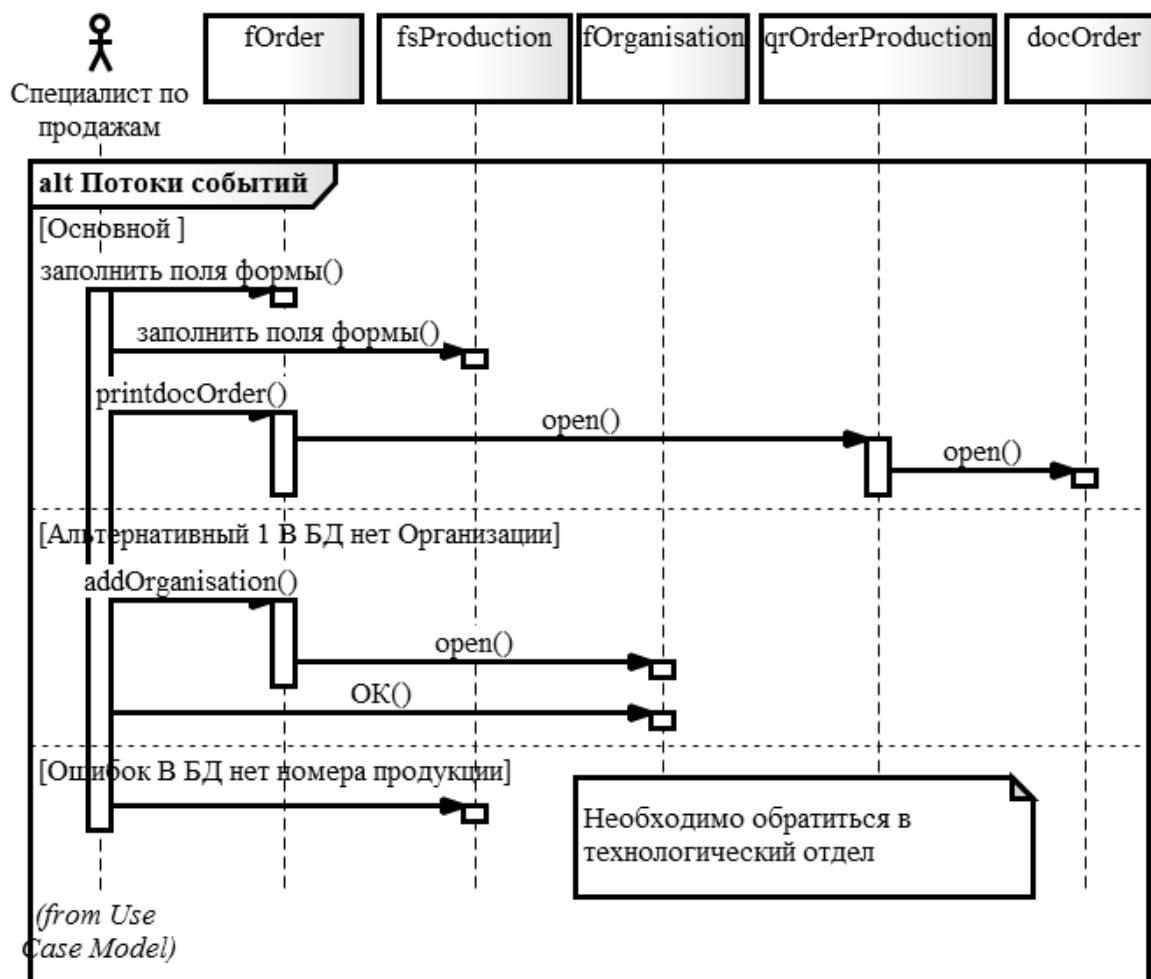 fOrder
fsProduction
fOrganisation
qrOrderProduction
docOrder
Специалист по
продажам
alt Потоки событий
[Основной ]
заполнить поля формы()
заполнить поля формы()
printdocOrder()
open()
open()
[Альтернативный 1 В БД нет Организации]
addOrganisation()
open()
OK()
[Ошибок В БД нет номера продукции]
Необходимо обратиться в
технологический отдел
(from Use
Case Model)